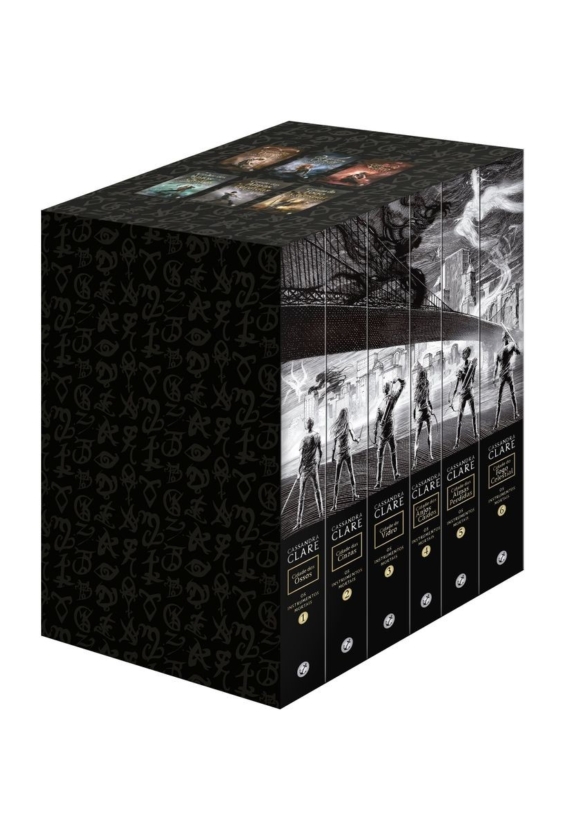 CASSANDRA
CLARE
Cidade dos
Ossos
OS
INSTRUMENTOS
MORTAIS
1
CASSANDRA
CLARE
Cidade das
Cinzas
OS
INSTRUMENTOS
MORTAIS
2
CASSANDRA
CLARE
Cidade de
Vidro
OS
INSTRUMENTOS
MORTAIS
3
CASSANDRA
CLARE
Cidade dos
Anjos
Caídos
OS
INSTRUMENTOS
MORTAIS
4
CASSANDRA
CLARE
Cidade das
Almas
Perdidas
OS
INSTRUMENTOS
MORTAIS
5
CASSANDRA
CLARE
Cidade do
Fogo
Celestial
OS
INSTRUMENTOS
MORTAIS
6